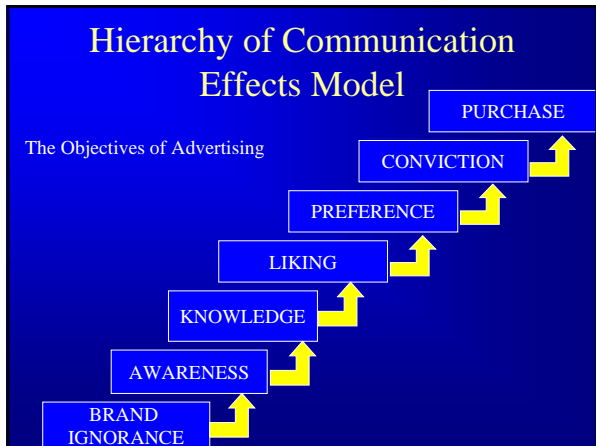 Hierarchy of Communication
Effects Model
PURCHASE
The Objectives of Advertising
CONVICTION
PREFERENCE
LIKING
KNOWLEDGE
AWARENESS
BRAND
IGNORANCE